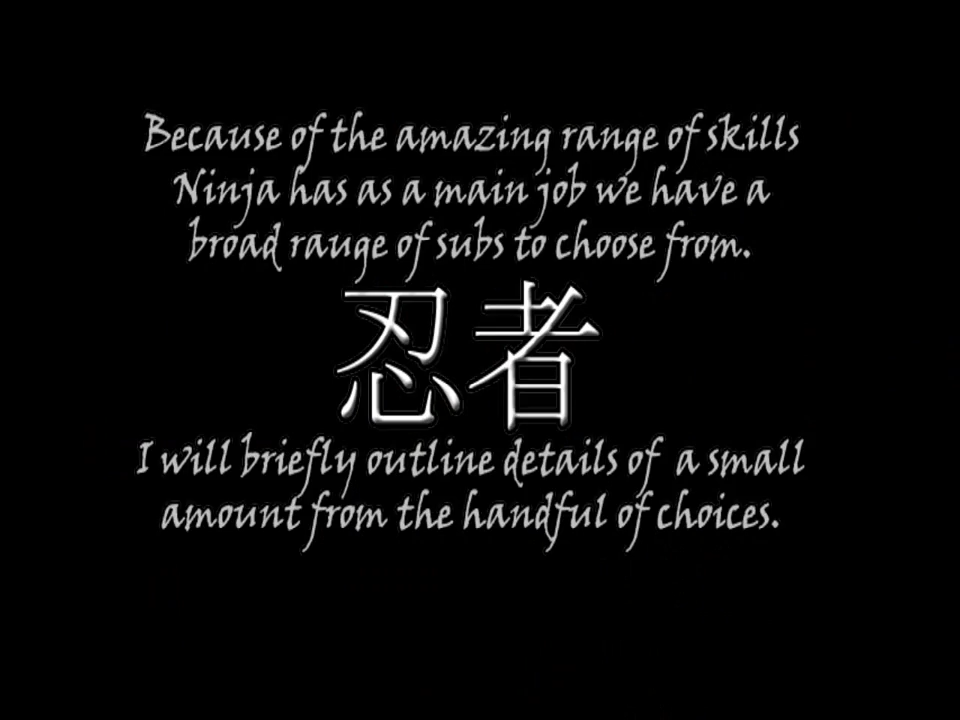 Because of the amazing range of skills
Ninja has as a main job we have a
broad rauge of subs to choose from.
忍者
I will briefly outline details of a small
amount from the handful of choices.